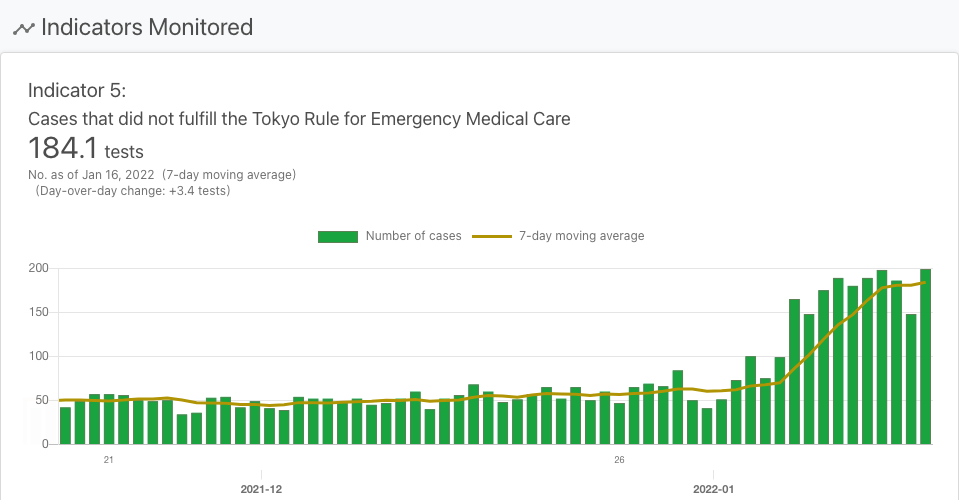 Indicators Monitored
Indicator 5:
Cases that did not fulfill the Tokyo Rule for Emergency Medical Care
184.1 tests
No. as of Jan 16, 2022 (7-day moving average)
(Day-over-day change: +3.4 tests)
Number of cases 7-day moving average
200
150
100
50
0
21 26
2021-12 2022-01